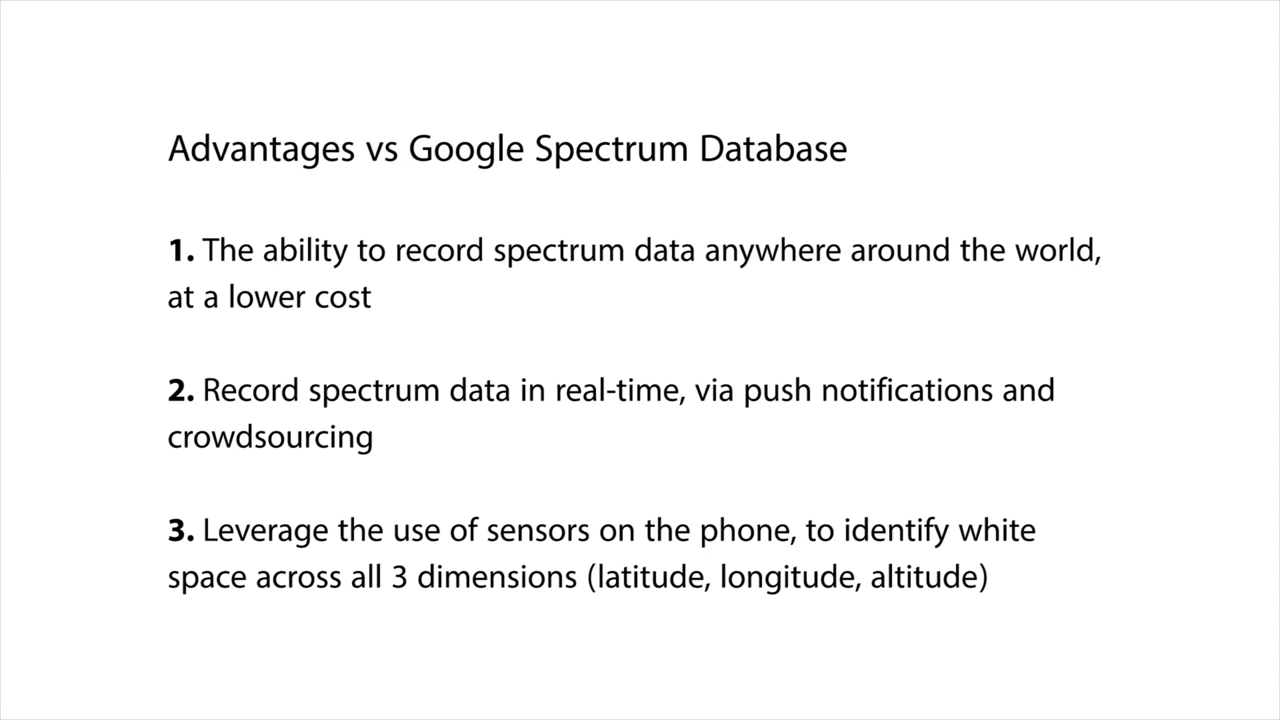 Advantages vs Google Spectrum Database
1. The ability to record spectrum data anywhere around the world,
at a lower cost
2. Record spectrum data in real-time, via push notifications and
crowdsourcing
3. Leverage the use of sensors on the phone, to identify white
space across all 3 dimensions (latitude, longitude, altitude)